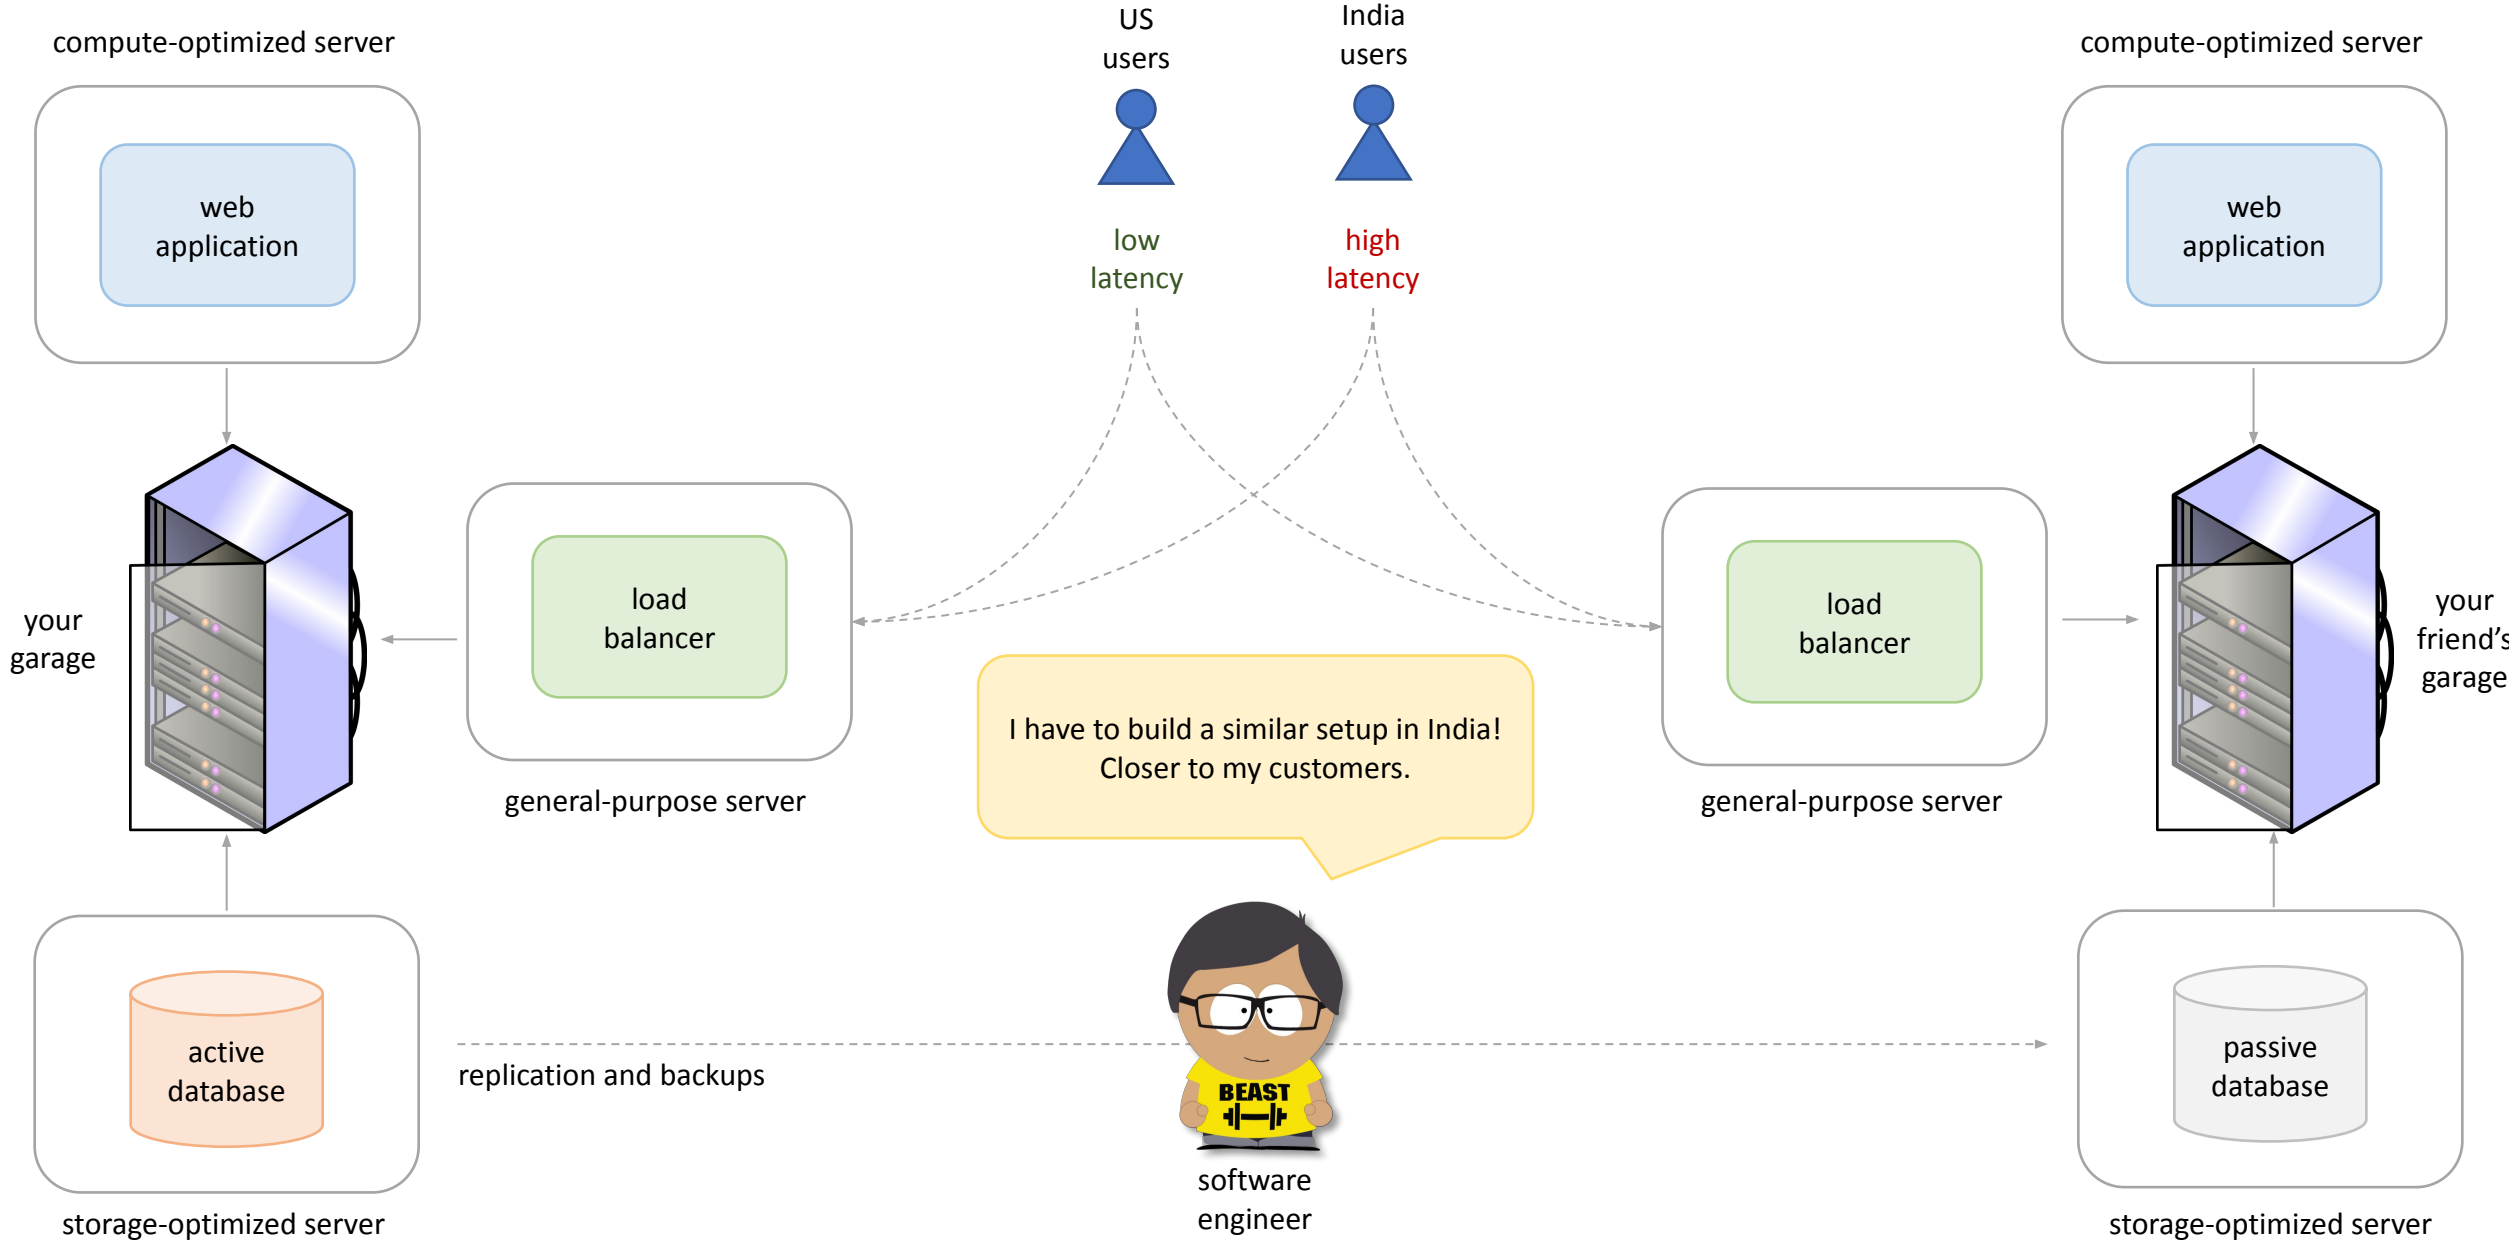 US
users
India
users
compute-optimized server
compute-optimized server
web
application
low
latency
high
latency
web
application
your
garage
load
balancer
general-purpose server
I have to build a similar setup in India!
Closer to my customers.
load
balancer
general-purpose server
your
friend's
garage
active
database
storage-optimized server
replication and backups
BEAST
software
engineer
passive
database
storage-optimized server